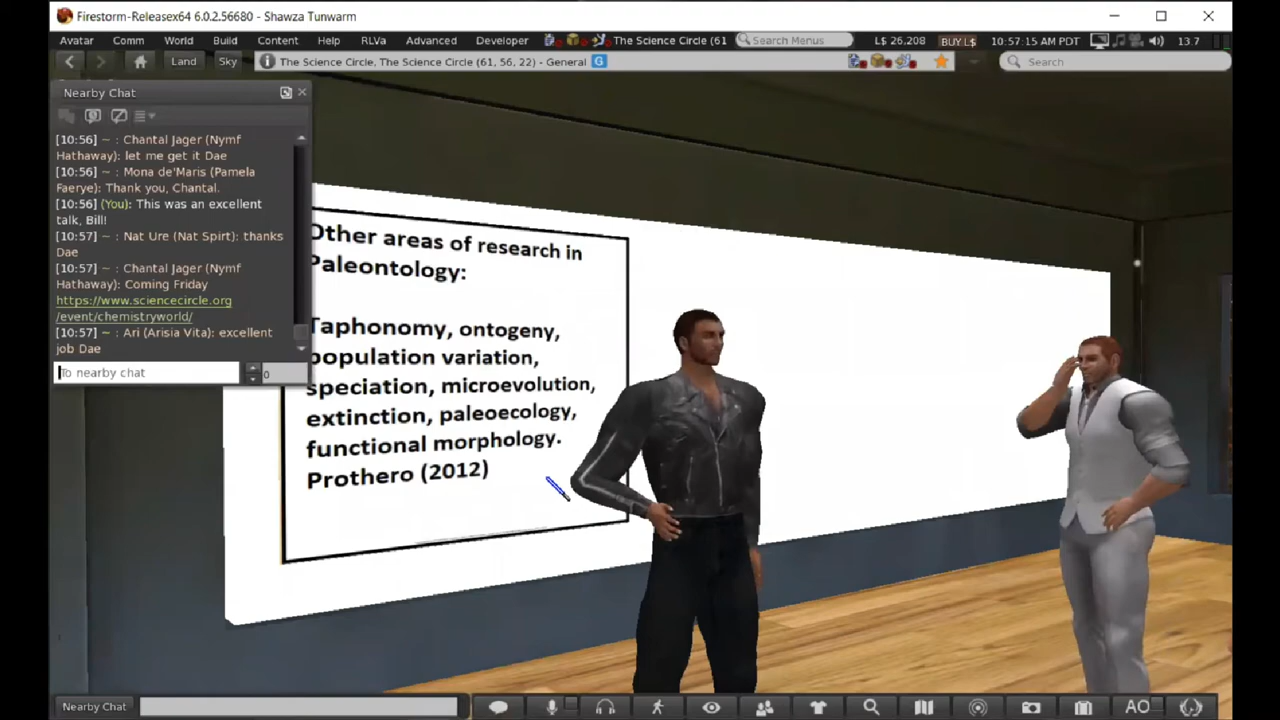 Firestorm-Releasex64 6.0.2.56680 - Shawza Tunwarm
Avatar Comm World Build Content Help RLVa Advanced Developer The Science Circle (61 Search Menus L$ 26,208 BUY L$ 10:57:15 AM PDT 13.7
Land Sky The Science Circle, The Science Circle (61, 56, 22) - General G Search
Nearby Chat
[10:56] ~ : Chantal Jager (Nymf
Hathaway): let me get it Dae
[10:56] ~ : Mona de'Maris (Pamela
Faerye): Thank you, Chantal.
[10:56] (You): This was an excellent
talk, Bill!
[10:57] ~ : Nat Ure (Nat Spirt): thanks
Dae
[10:57] ~ : Chantal Jager (Nymf
Hathaway): Coming Friday
https://www.sciencecircle.org
/event/chemistryworld/
[10:57] ~ : Ari (Arisia Vita): excellent
job Dae
To nearby chat 0
Other areas of research in
Paleontology:
Taphonomy, ontogeny,
population variation,
speciation, microevolution,
extinction, paleoecology,
functional morphology.
Prothero (2012)
Nearby Chat AO